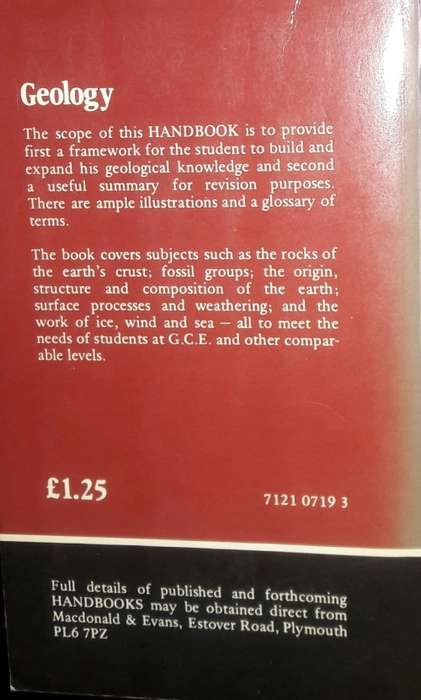 Geology
The scope of this HANDBOOK is to provide
first a framework for the student to build and
expand his geological knowledge and second
a useful summary for revision purposes.
There are ample illustrations and a glossary of
terms.
The book covers subjects such as the rocks of
the earth's crust; fossil groups; the origin,
structure and composition of the earth;
surface processes and weathering; and the
work of ice, wind and sea – all to meet the
needs of students at G.C.E. and other compar-
able levels.
£1.25
7121 0719 3
Full details of published and forthcoming
HANDBOOKS may be obtained direct from
Macdonald & Evans, Estover Road, Plymouth
PL6 7PZ